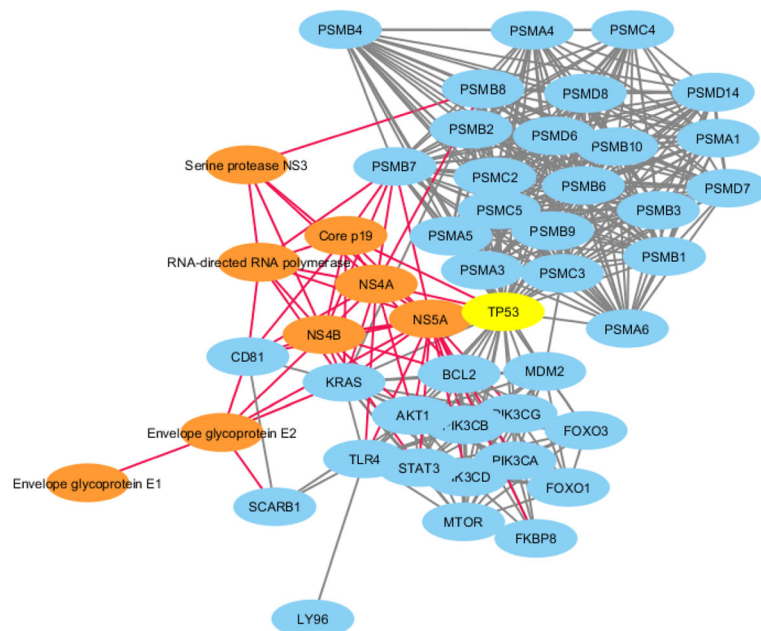 PSMB4
PSMA4
PSMC4
PSMB8
PSMD8
PSMD14
PSMB2
PSMD6
PSMB10
PSMA1
Serine protease NS3
PSMB7
PSMC2
PSMB6
PSMD7
PSMC5
PSMB3
Core p19
PSMA5
PSMB9
RNA-directed RNA polymerase
PSMA3
PSMC3
PSMB1
NS4A
TP53
NS5A
PSMA6
NS4B
CD81
KRAS
BCL2
MDM2
AKT1
PIK3CB
PIK3CG
Envelope glycoprotein E2
FOXO3
TLR4
STAT3
PIK3CA
IK3CD
FOXO1
Envelope glycoprotein E1
SCARB1
MTOR
FKBP8
LY96